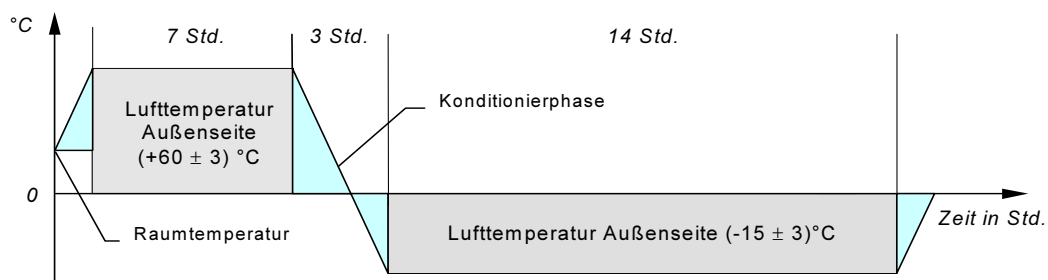 °C
7 Std.
3 Std.
14 Std.
Lufttemperatur
Außenseite
(+60 ± 3) °C
Konditionierphase
0
Zeit in Std.
Raumtemperatur
Lufttemperatur Außenseite (-15 ± 3)°C